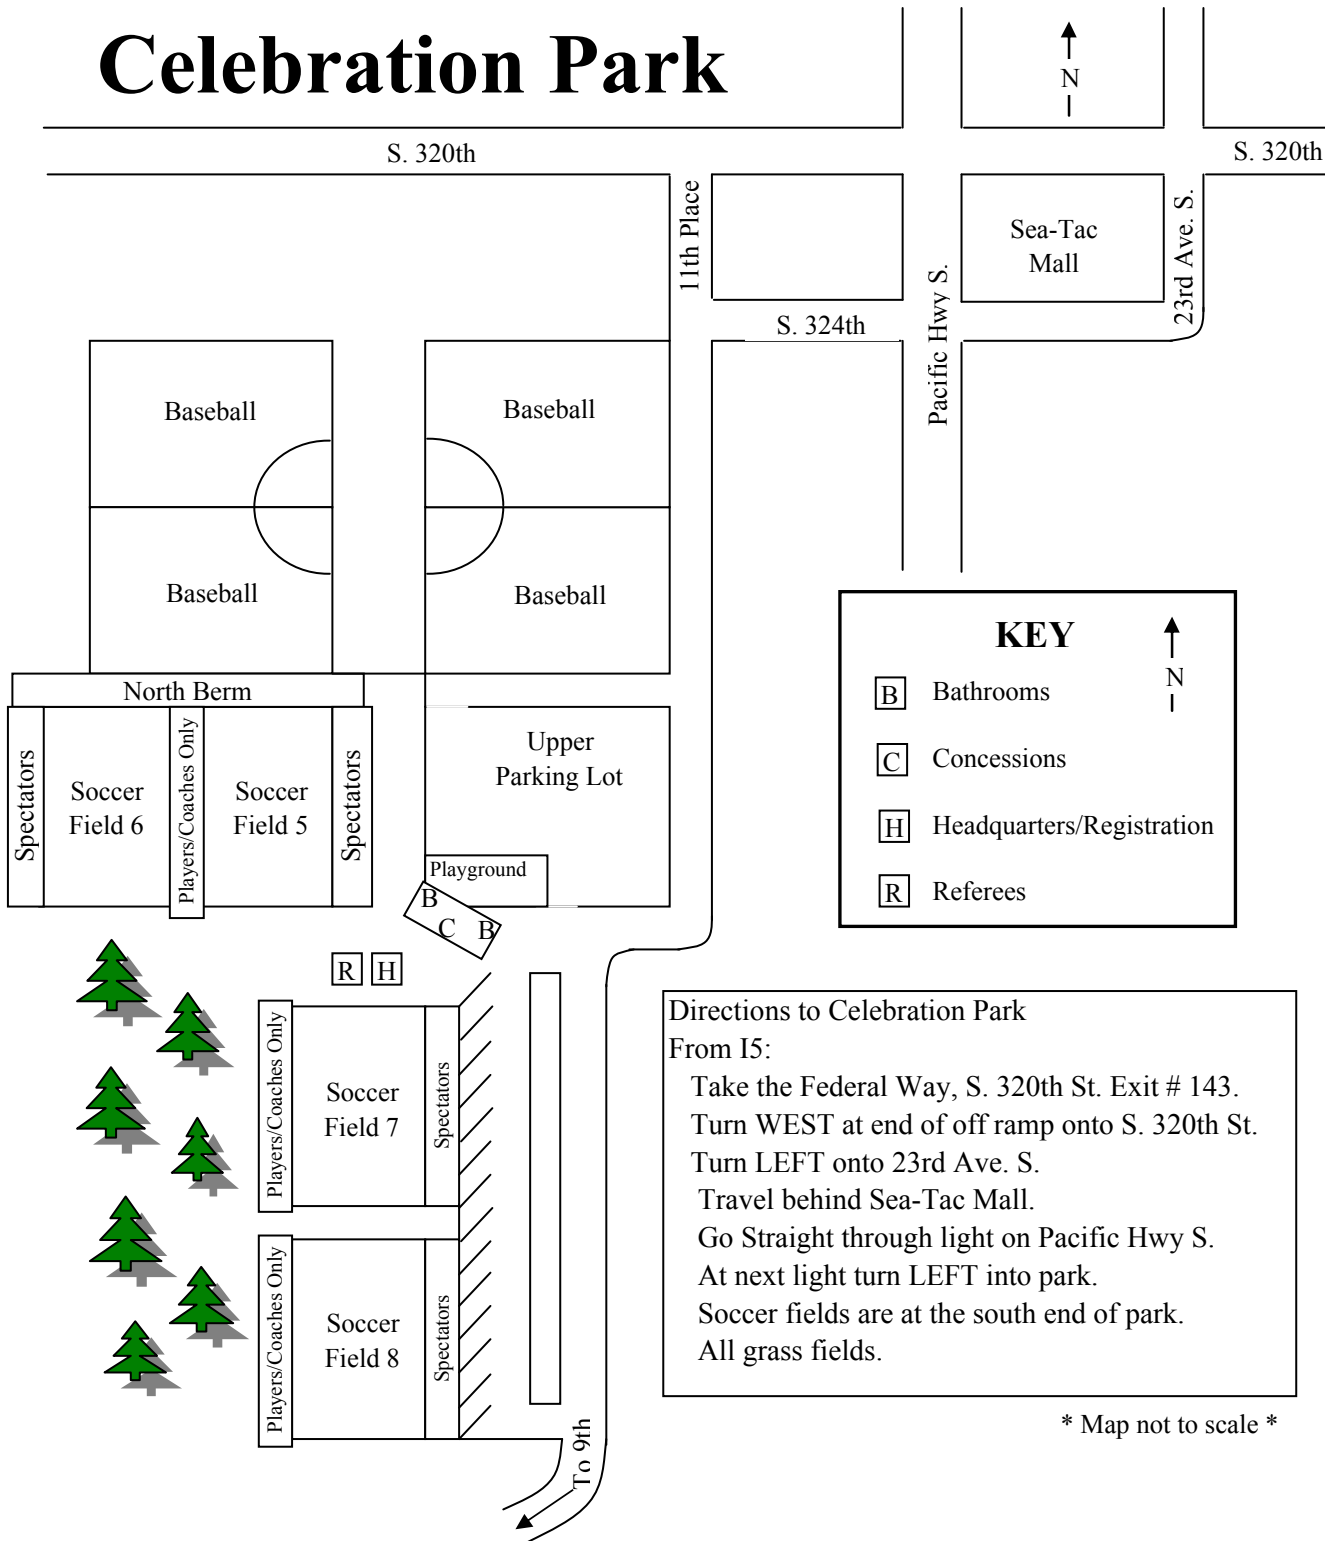 Celebration Park
N
S. 320th
S. 320th
11th Place
Sea-Tac
Mall
23rd Ave. S.
S. 324th
Pacific Hwy S.
Baseball
Baseball
Baseball
Baseball
KEY
N
B Bathrooms
C Concessions
H Headquarters/Registration
R Referees
North Berm
Spectators
Soccer
Field 6
Players/Coaches Only
Soccer
Field 5
Spectators
Upper
Parking Lot
Playground
B
C
B
R
H
Players/Coaches Only
Soccer
Field 7
Spectators
Players/Coaches Only
Soccer
Field 8
Spectators
To 9th
Directions to Celebration Park
From I5:
Take the Federal Way, S. 320th St. Exit # 143.
Turn WEST at end of off ramp onto S. 320th St.
Turn LEFT onto 23rd Ave. S.
Travel behind Sea-Tac Mall.
Go Straight through light on Pacific Hwy S.
At next light turn LEFT into park.
Soccer fields are at the south end of park.
All grass fields.
* Map not to scale *